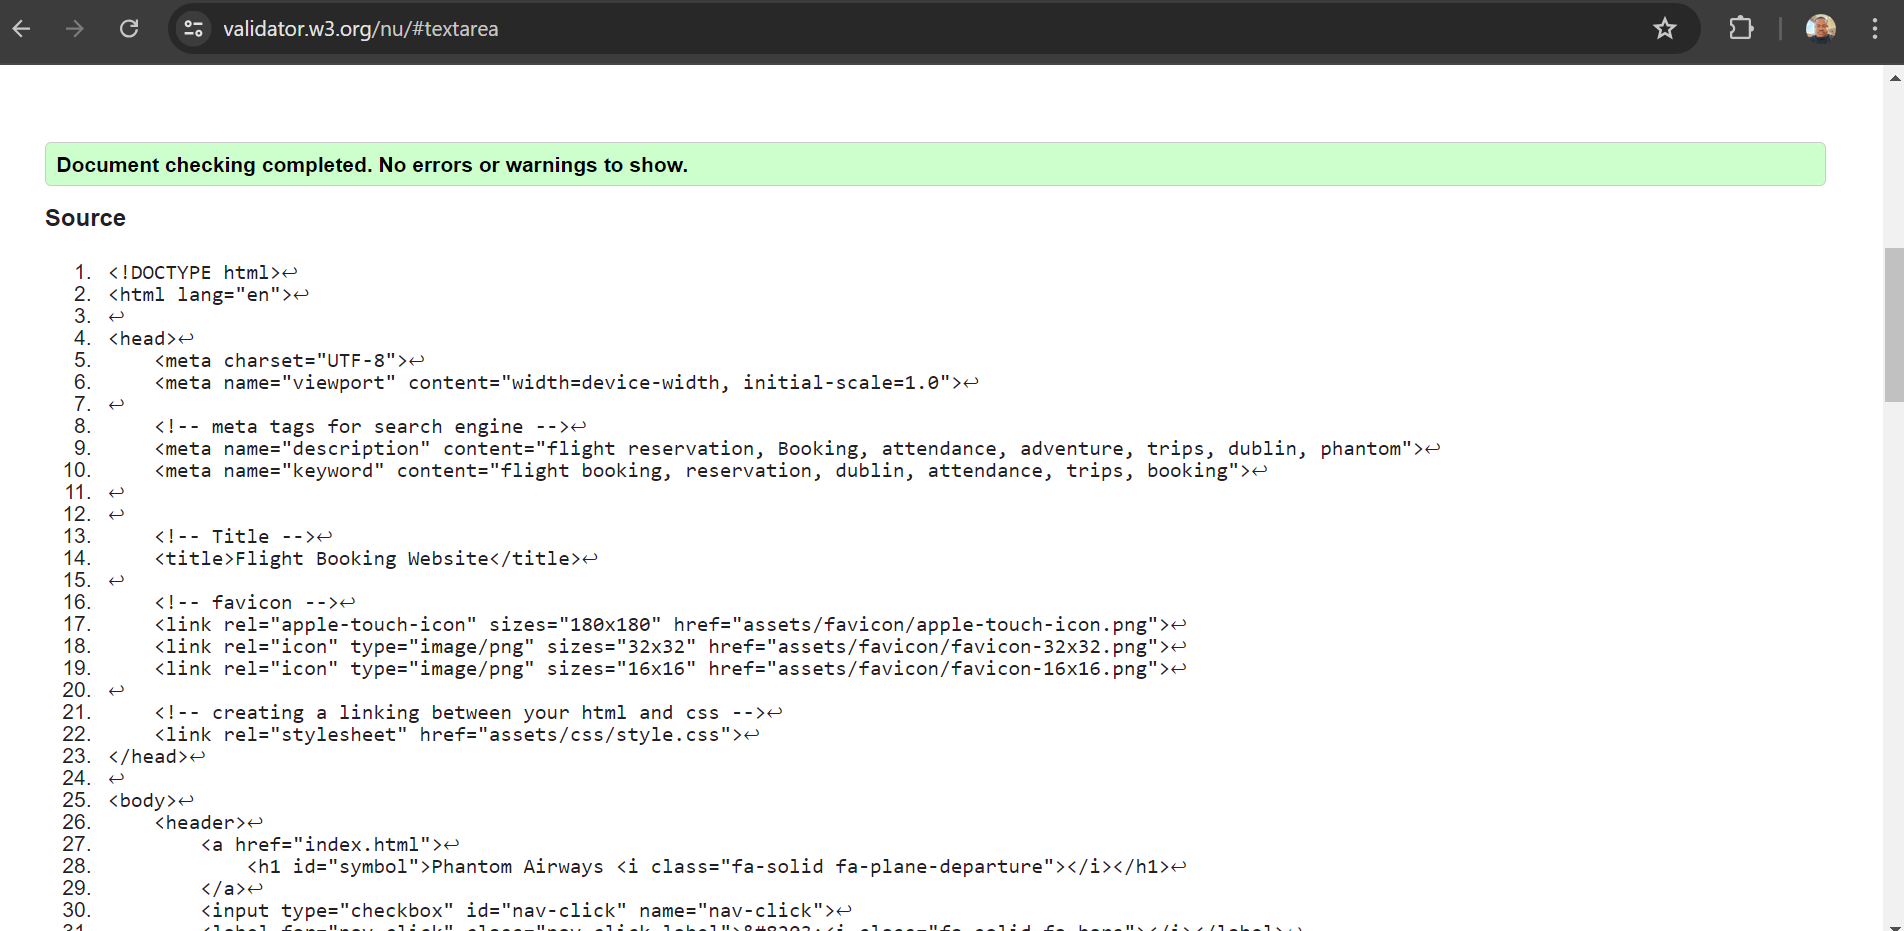 validator.w3.org/nu/#textarea
Document checking completed. No errors or warnings to show.
Source
1. <!DOCTYPE html>↩
2. <html lang="en">↩
3. ↩
4. <head>↩
5.     <meta charset="UTF-8">↩
6.     <meta name="viewport" content="width=device-width, initial-scale=1.0">↩
7. ↩
8.     <!-- meta tags for search engine -->↩
9.     <meta name="description" content="flight reservation, Booking, attendance, adventure, trips, dublin, phantom">↩
10.     <meta name="keyword" content="flight booking, reservation, dublin, attendance, trips, booking">↩
11. ↩
12. ↩
13.     <!-- Title -->↩
14.     <title>Flight Booking Website</title>↩
15. ↩
16.     <!-- favicon -->↩
17.     <link rel="apple-touch-icon" sizes="180x180" href="assets/favicon/apple-touch-icon.png">↩
18.     <link rel="icon" type="image/png" sizes="32x32" href="assets/favicon/favicon-32x32.png">↩
19.     <link rel="icon" type="image/png" sizes="16x16" href="assets/favicon/favicon-16x16.png">↩
20. ↩
21.     <!-- creating a linking between your html and css -->↩
22.     <link rel="stylesheet" href="assets/css/style.css">↩
23. </head>↩
24. ↩
25. <body>↩
26.     <header>↩
27.         <a href="index.html">↩
28.             <h1 id="symbol">Phantom Airways <i class="fa-solid fa-plane-departure"></i></h1>↩
29.         </a>↩
30.         <input type="checkbox" id="nav-click" name="nav-click">↩